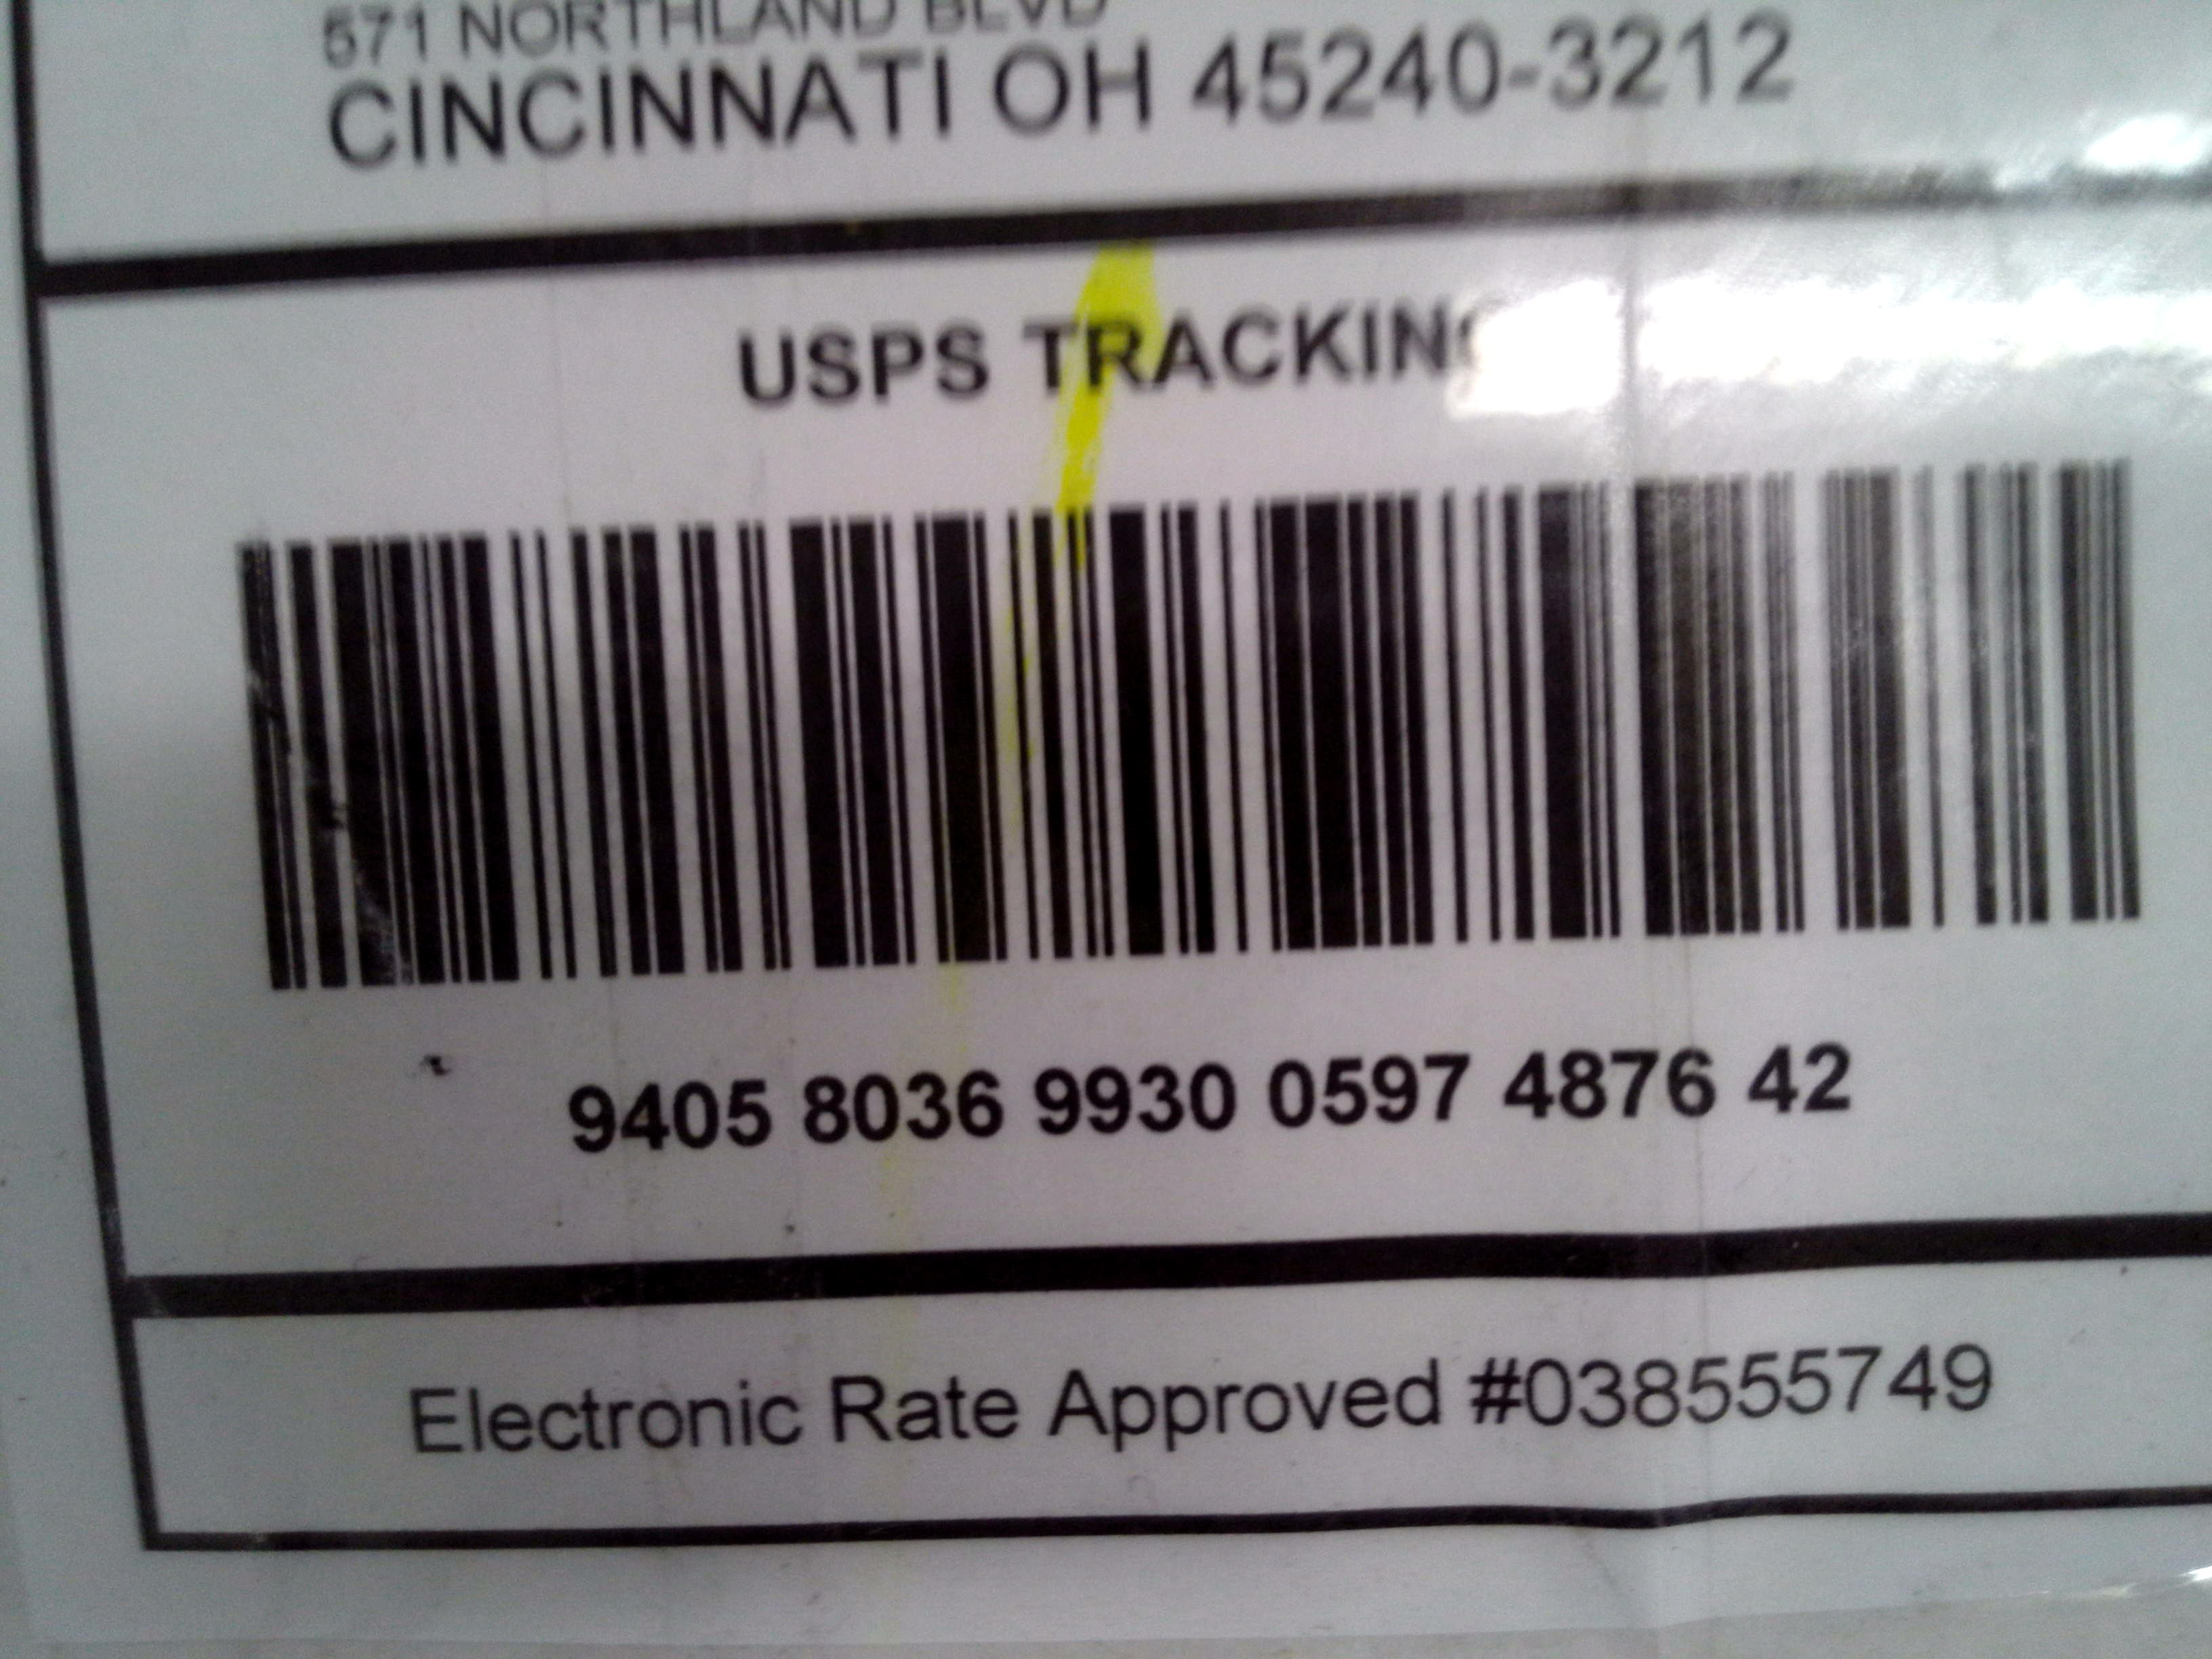 571 NORTHLAND BLVD
CINCINNATI OH 45240-3212
USPS TRACKING
9405 8036 9930 0597 4876 42
Electronic Rate Approved #038555749